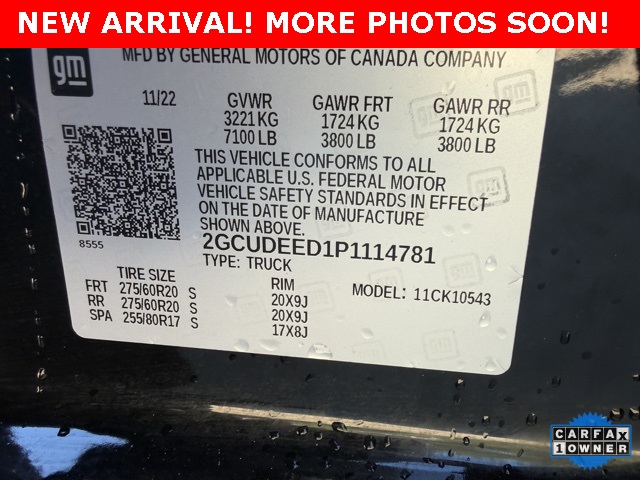 NEW ARRIVAL! MORE PHOTOS SOON!
gm
MFD BY GENERAL MOTORS OF CANADA COMPANY
11/22 GVWR GAWR FRT GAWR RR
3221 KG 1724 KG 1724 KG
7100 LB 3800 LB 3800 LB
THIS VEHICLE CONFORMS TO ALL
APPLICABLE U.S. FEDERAL MOTOR
VEHICLE SAFETY STANDARDS IN EFFECT
ON THE DATE OF MANUFACTURE
SHOWN ABOVE.
8555
2GCUDEED1P1114781
TYPE: TRUCK
TIRE SIZE RIM MODEL: 11CK10543
FRT 275/60R20 S 20X9J
RR 275/60R20 S 20X9J
SPA 255/80R17 S 17X8J
CARFAX
1 OWNER